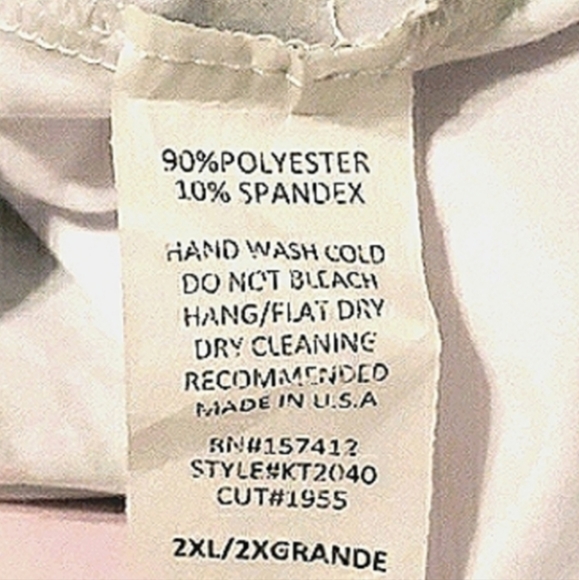 90%POLYESTER
10% SPANDEX
HAND WASH COLD
DO NOT BLEACH
HANG/FLAT DRY
DRY CLEANING
RECOMMENDED
MADE IN U.S.A
RN#157412
STYLE#KT2040
CUT#1955
2XL/2XGRANDE